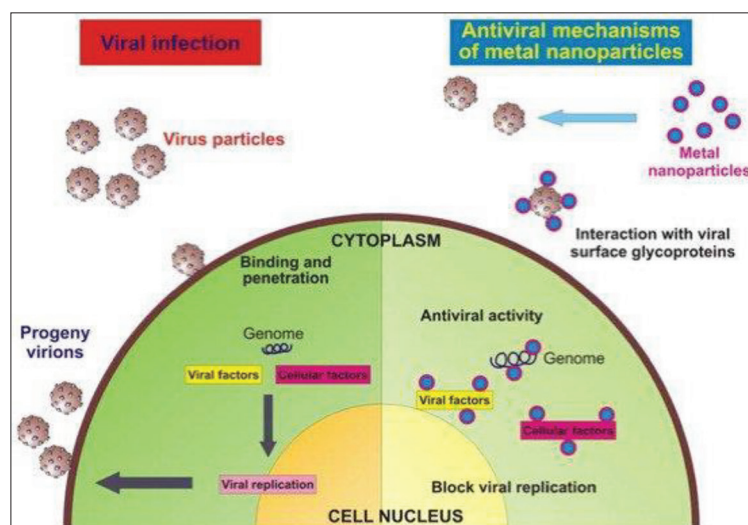 Viral infection
Antiviral mechanisms
of metal nanoparticles
Virus particles
Metal
nanoparticles
Interaction with viral
surface glycoproteins
CYTOPLASM
Binding and
penetration
Antiviral activity
Progeny
virions
Genome
Genome
Viral factors
Cellular factors
Viral factors
Cellular factors
Viral replication
Block viral replication
CELL NUCLEUS